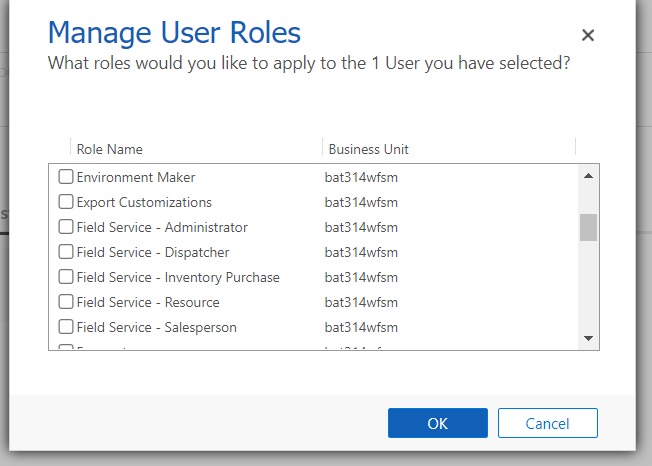 Manage User Roles
What roles would you like to apply to the 1 User you have selected?
Role Name Business Unit
Environment Maker bat314wfsm
Export Customizations bat314wfsm
Field Service - Administrator bat314wfsm
Field Service - Dispatcher bat314wfsm
Field Service - Inventory Purchase bat314wfsm
Field Service - Resource bat314wfsm
Field Service - Salesperson bat314wfsm
OK Cancel